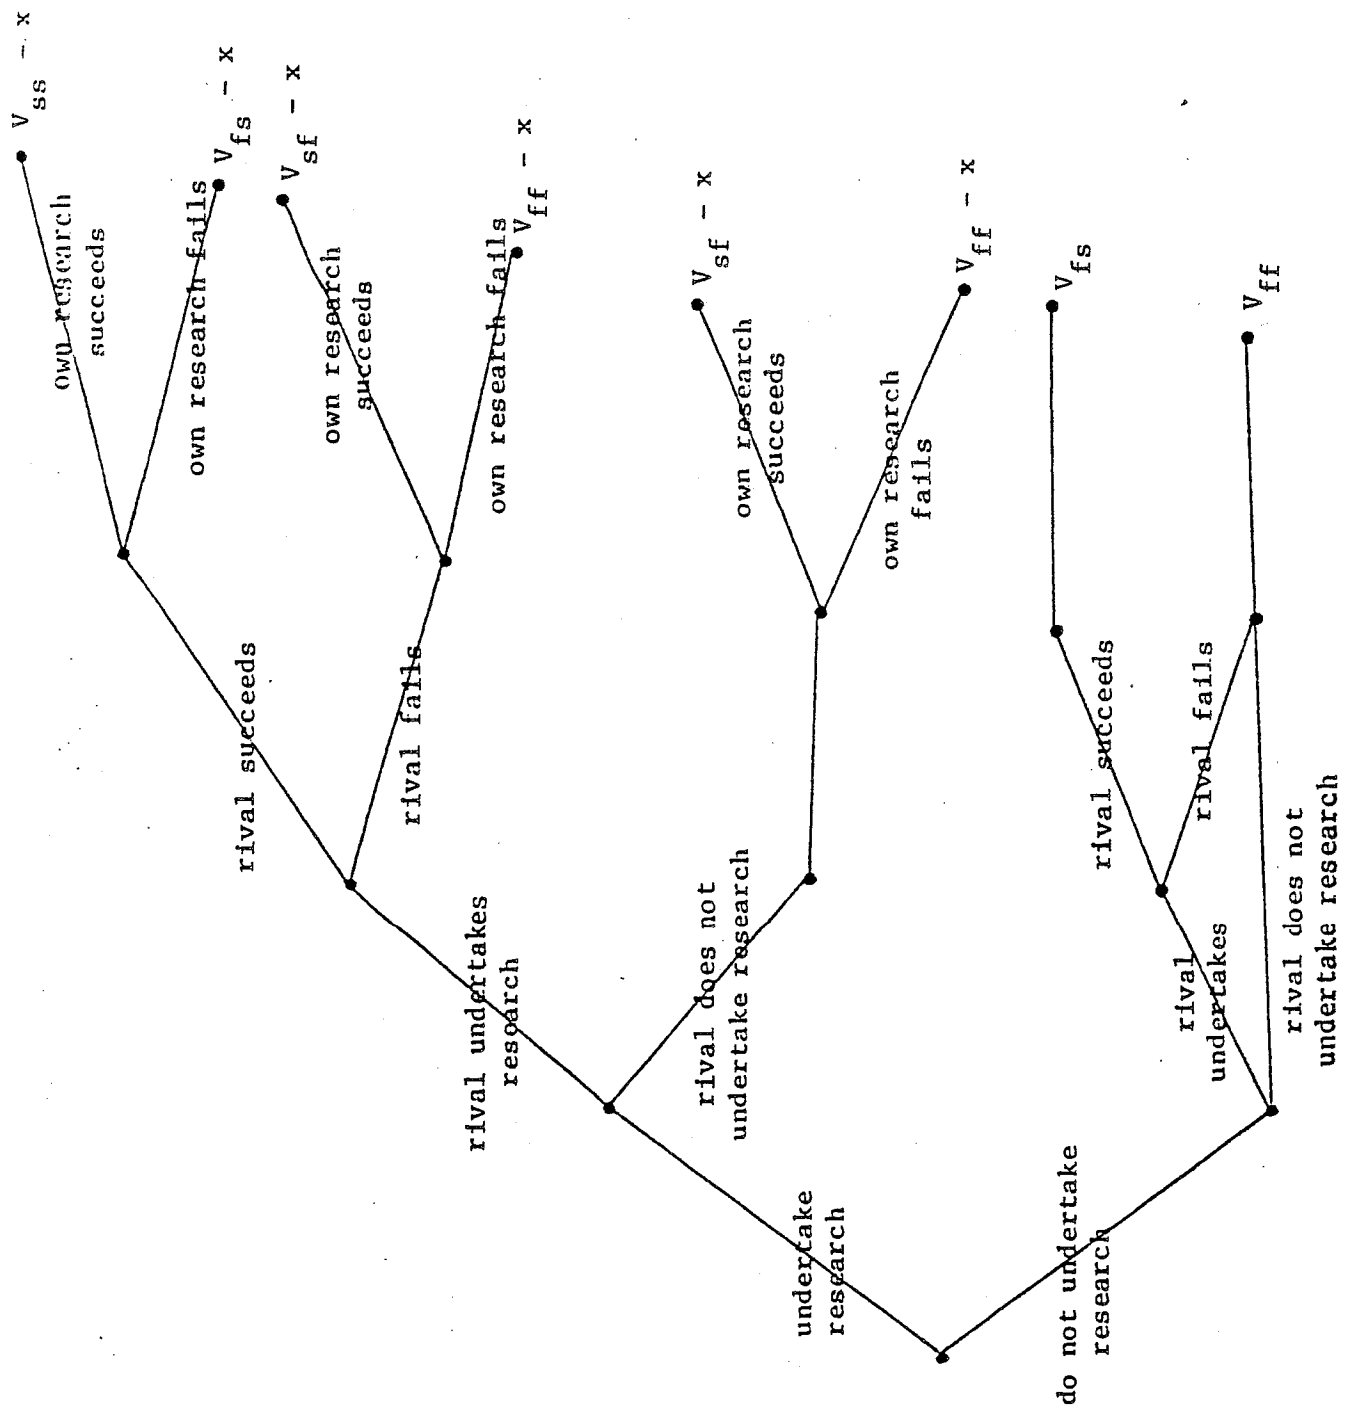 V_ss - x
own research
succeeds
V_fs - x
own research fails
V_sf - x
own research
succeeds
V_ff - x
own research fails
rival succeeds
rival fails
rival undertakes
resoarch
V_sf - x
own research
succeeds
V_ff - x
own research
fails
rival does not
undertake research
undertake
research
V_fs
rival succeeds
V_ff
rival fails
rival
undertakes
rival does not
undertake research
do not undertake
research